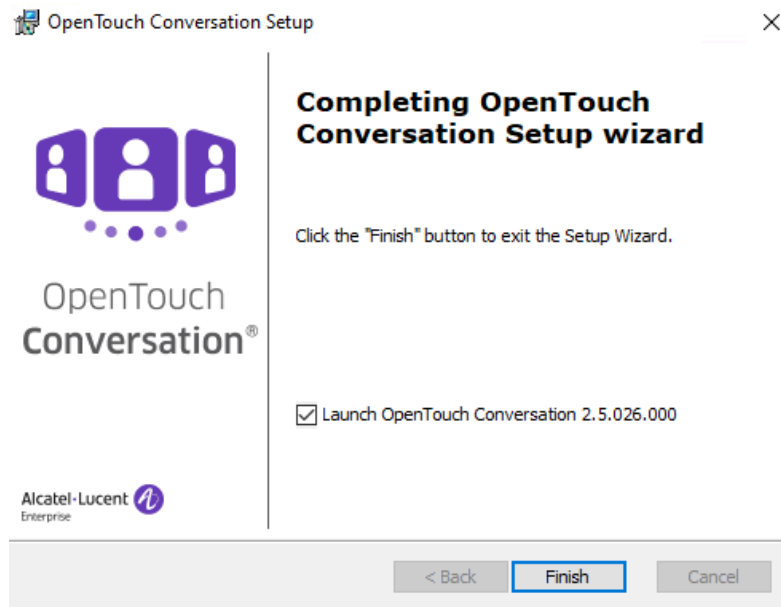 OpenTouch Conversation Setup
Completing OpenTouch
Conversation Setup wizard
Click the "Finish" button to exit the Setup Wizard.
OpenTouch
Conversation®
Launch OpenTouch Conversation 2.5.026.000
Alcatel·Lucent
Enterprise
< Back
Finish
Cancel